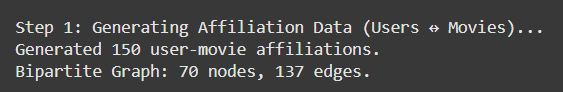 Step 1: Generating Affiliation Data (Users ↔ Movies)...
Generated 150 user-movie affiliations.
Bipartite Graph: 70 nodes, 137 edges.